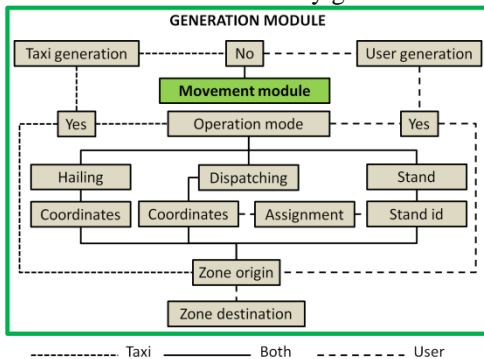 GENERATION MODULE
Taxi generation No User generation
Movement module
Yes Operation mode Yes
Hailing Dispatching Stand
Coordinates Coordinates Assignment Stand id
Zone origin
Zone destination
Taxi Both User